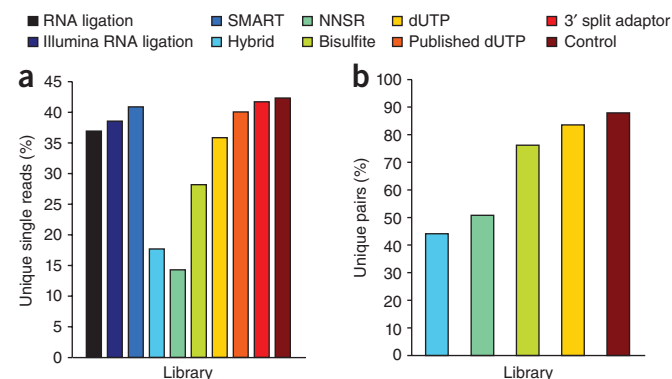 RNA ligation SMART NNSR dUTP 3′ split adaptor
Illumina RNA ligation Hybrid Bisulfite Published dUTP Control
a
45
40
35
30
25
20
15
10
5
0
Unique single reads (%)
Library
b
100
90
80
70
60
50
40
30
20
10
0
Unique pairs (%)
Library